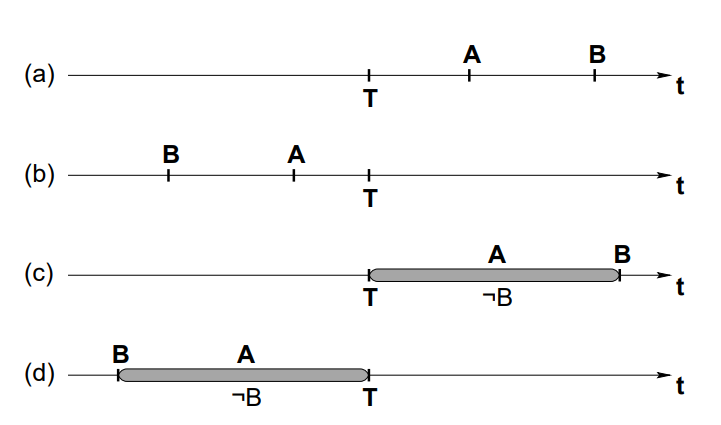 (a) A B
T t
(b) B A
T t
(c) A B
T ¬B t
(d) B A
¬B T t